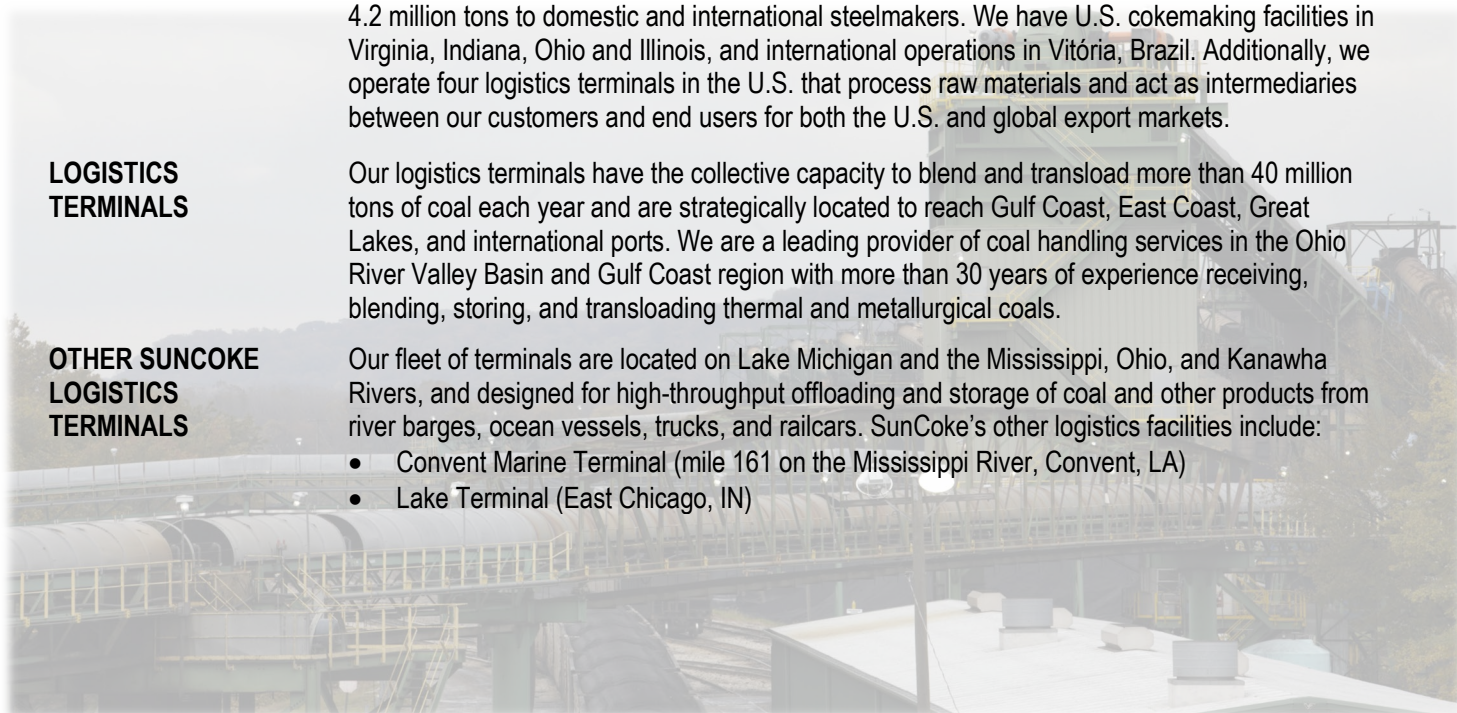 4.2 million tons to domestic and international steelmakers. We have U.S. cokemaking facilities in
Virginia, Indiana, Ohio and Illinois, and international operations in Vitória, Brazil. Additionally, we
operate four logistics terminals in the U.S. that process raw materials and act as intermediaries
between our customers and end users for both the U.S. and global export markets.
LOGISTICS
TERMINALS
Our logistics terminals have the collective capacity to blend and transload more than 40 million
tons of coal each year and are strategically located to reach Gulf Coast, East Coast, Great
Lakes, and international ports. We are a leading provider of coal handling services in the Ohio
River Valley Basin and Gulf Coast region with more than 30 years of experience receiving,
blending, storing, and transloading thermal and metallurgical coals.
OTHER SUNCOKE
LOGISTICS
TERMINALS
Our fleet of terminals are located on Lake Michigan and the Mississippi, Ohio, and Kanawha
Rivers, and designed for high-throughput offloading and storage of coal and other products from
river barges, ocean vessels, trucks, and railcars. SunCoke’s other logistics facilities include:
• Convent Marine Terminal (mile 161 on the Mississippi River, Convent, LA)
• Lake Terminal (East Chicago, IN)